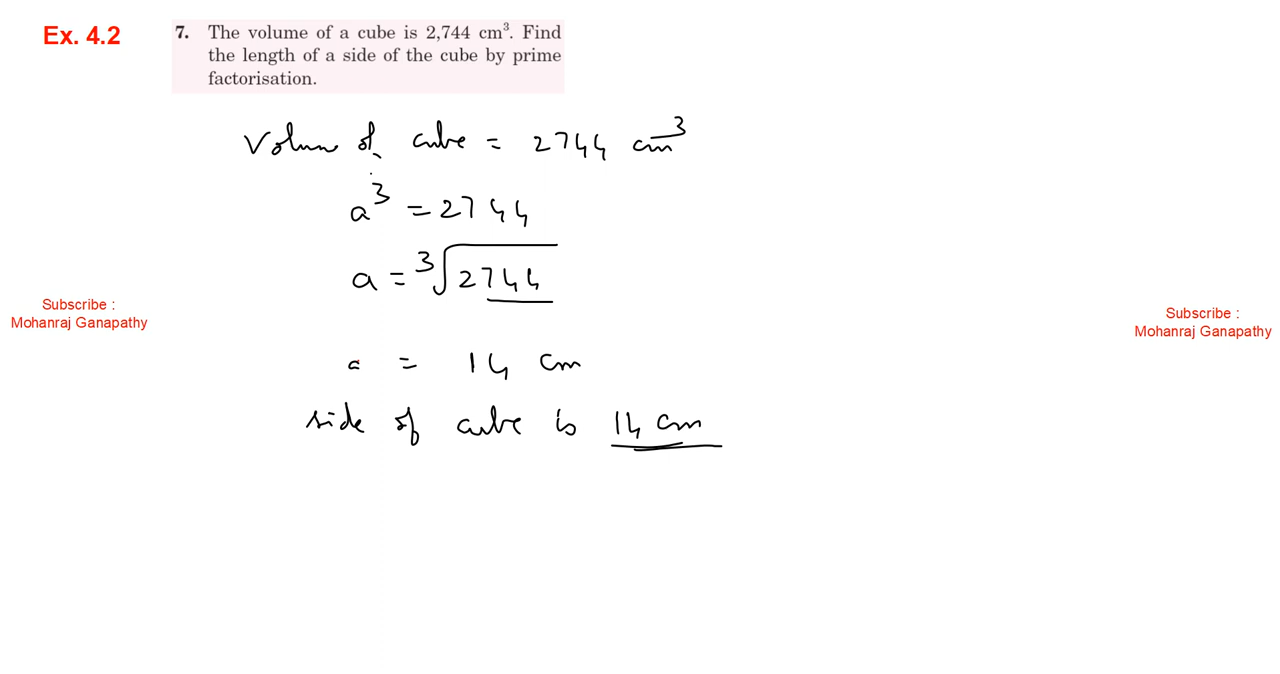 Ex. 4.2
7. The volume of a cube is 2,744 cm³. Find
the length of a side of the cube by prime
factorisation.
Volum of cube = 2744 cm³
a³ = 2744
a = ³√2744
Subscribe :
Mohanraj Ganapathy
Subscribe :
Mohanraj Ganapathy
a = 14 cm
side of cube is 14 cm